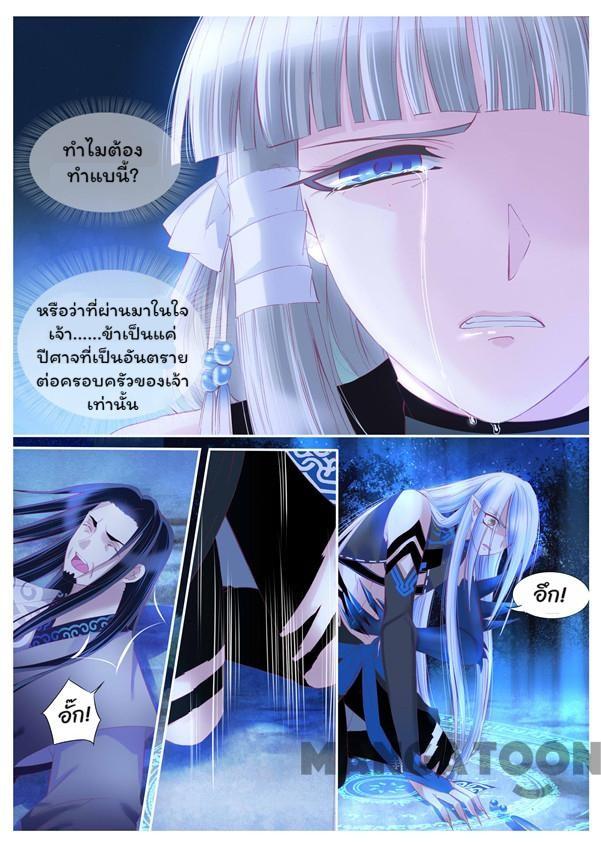 ทำไมต้อง
ทำแบนี้?
หรือว่าที่ผ่านมาในใจ
เจ้า......ข้าเป็นแค่
ปีศาจที่เป็นอันตราย
ต่อครอบครัวของเจ้า
เท่านั้น
อั๊ก!
อึก!
MANGATOON